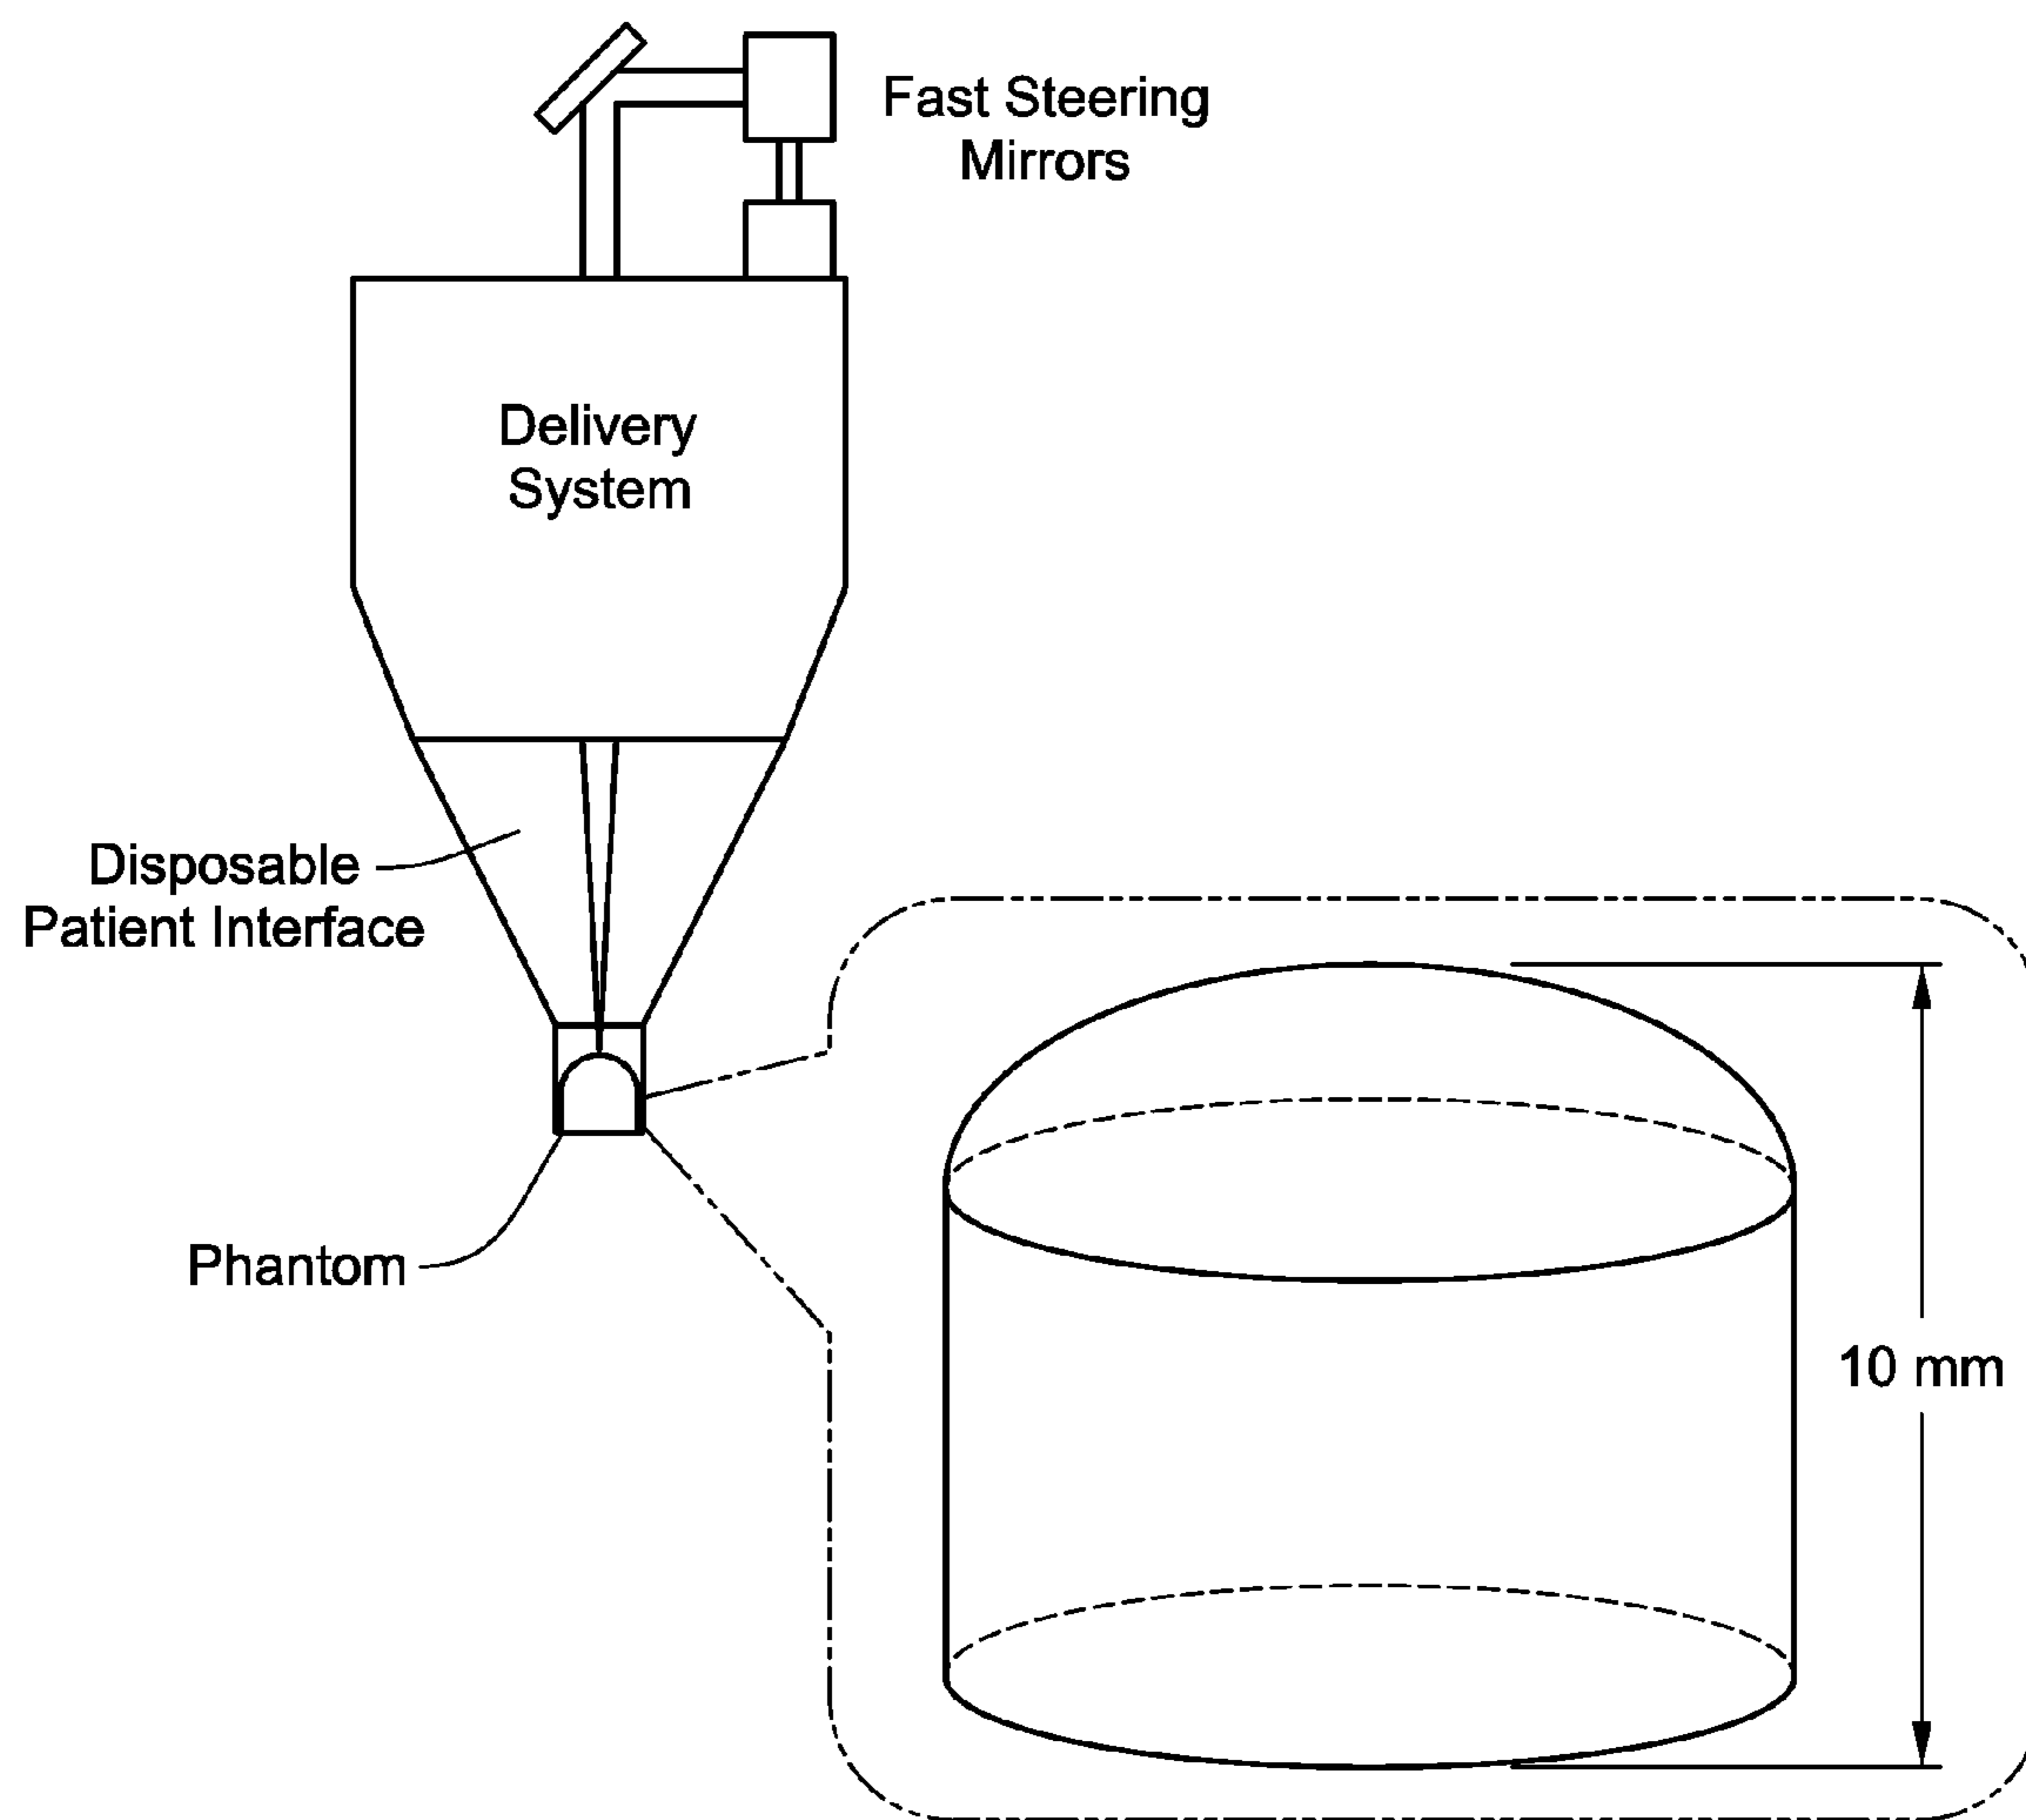 Fast Steering
Mirrors
Delivery
System
Disposable
Patient Interface
Phantom
10 mm